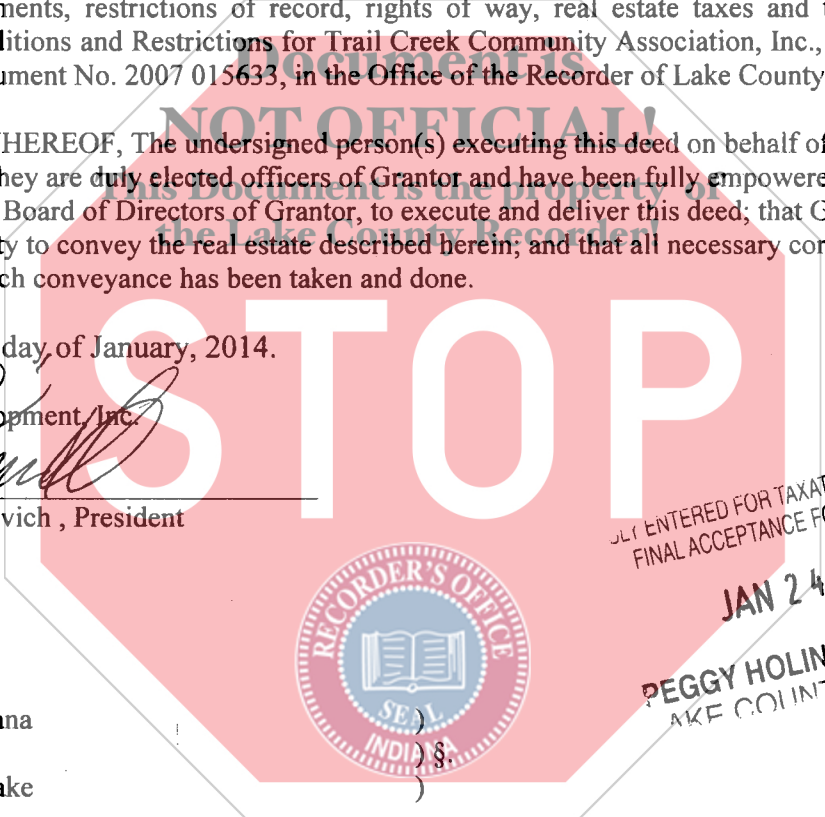 ments, restrictions of record, rights of way, real estate taxes and
ditions and Restrictions for Trail Creek Community Association, Inc.,
ument No. 2007 015633, in the Office of the Recorder of Lake County
Document is
NOT OFFICIAL!
This Document is the property of
the Lake County Recorder!
HEREOF, The undersigned person(s) executing this deed on behalf of
hey are duly elected officers of Grantor and have been fully empowere
Board of Directors of Grantor, to execute and deliver this deed; that G
ty to convey the real estate described herein; and that all necessary cor
ch conveyance has been taken and done.
day of January, 2014.
opment, Inc.
vich , President
STOP
LY ENTERED FOR TAXAT
FINAL ACCEPTANCE FO
JAN 24
PEGGY HOLIN
AKE COUNT
RECORDER'S OFFICE
SEAL
INDIANA
ana )
) §.
ake )